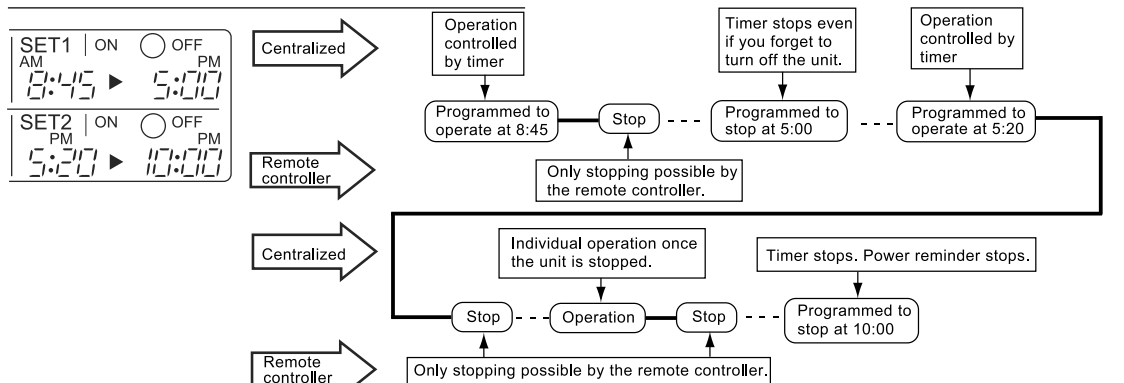 SET1 ON OFF
AM PM
8:45 ▶ 5:00
SET2 ON OFF
PM PM
5:20 ▶ 10:00
Centralized
Operation
controlled
by timer
Timer stops even
if you forget to
turn off the unit.
Operation
controlled by
timer
Programmed to
operate at 8:45
Stop
Programmed to
stop at 5:00
Programmed to
operate at 5:20
Remote
controller
Only stopping possible by
the remote controller.
Centralized
Individual operation once
the unit is stopped.
Timer stops. Power reminder stops.
Stop
Operation
Stop
Programmed to
stop at 10:00
Remote
controller
Only stopping possible by the remote controller.